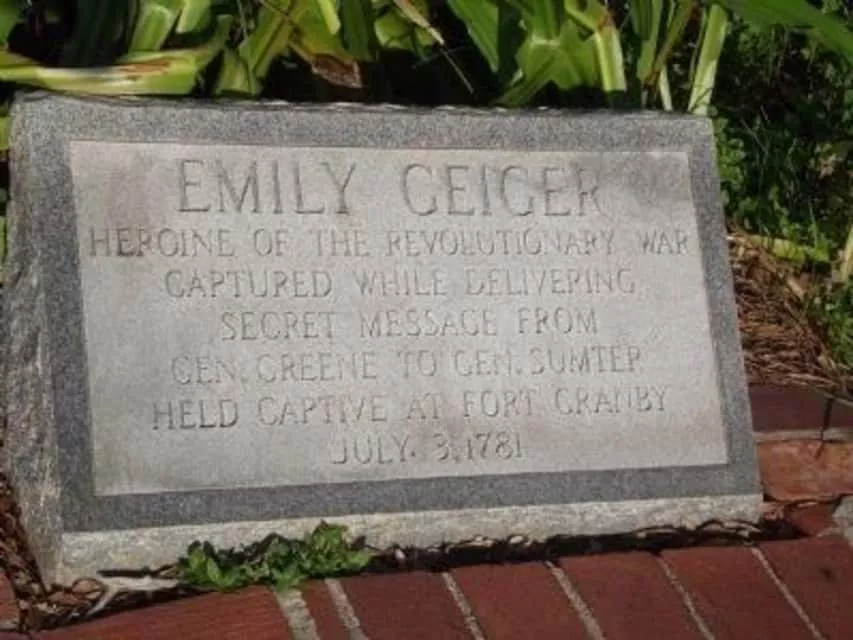 EMILY GEIGER
HEROINE OF THE REVOLUTIONARY WAR
CAPTURED WHILE DELIVERING
SECRET MESSAGE FROM
GEN. GREENE TO GEN. SUMTER
HELD CAPTIVE AT FORT GRANBY
JULY. 3, 1781